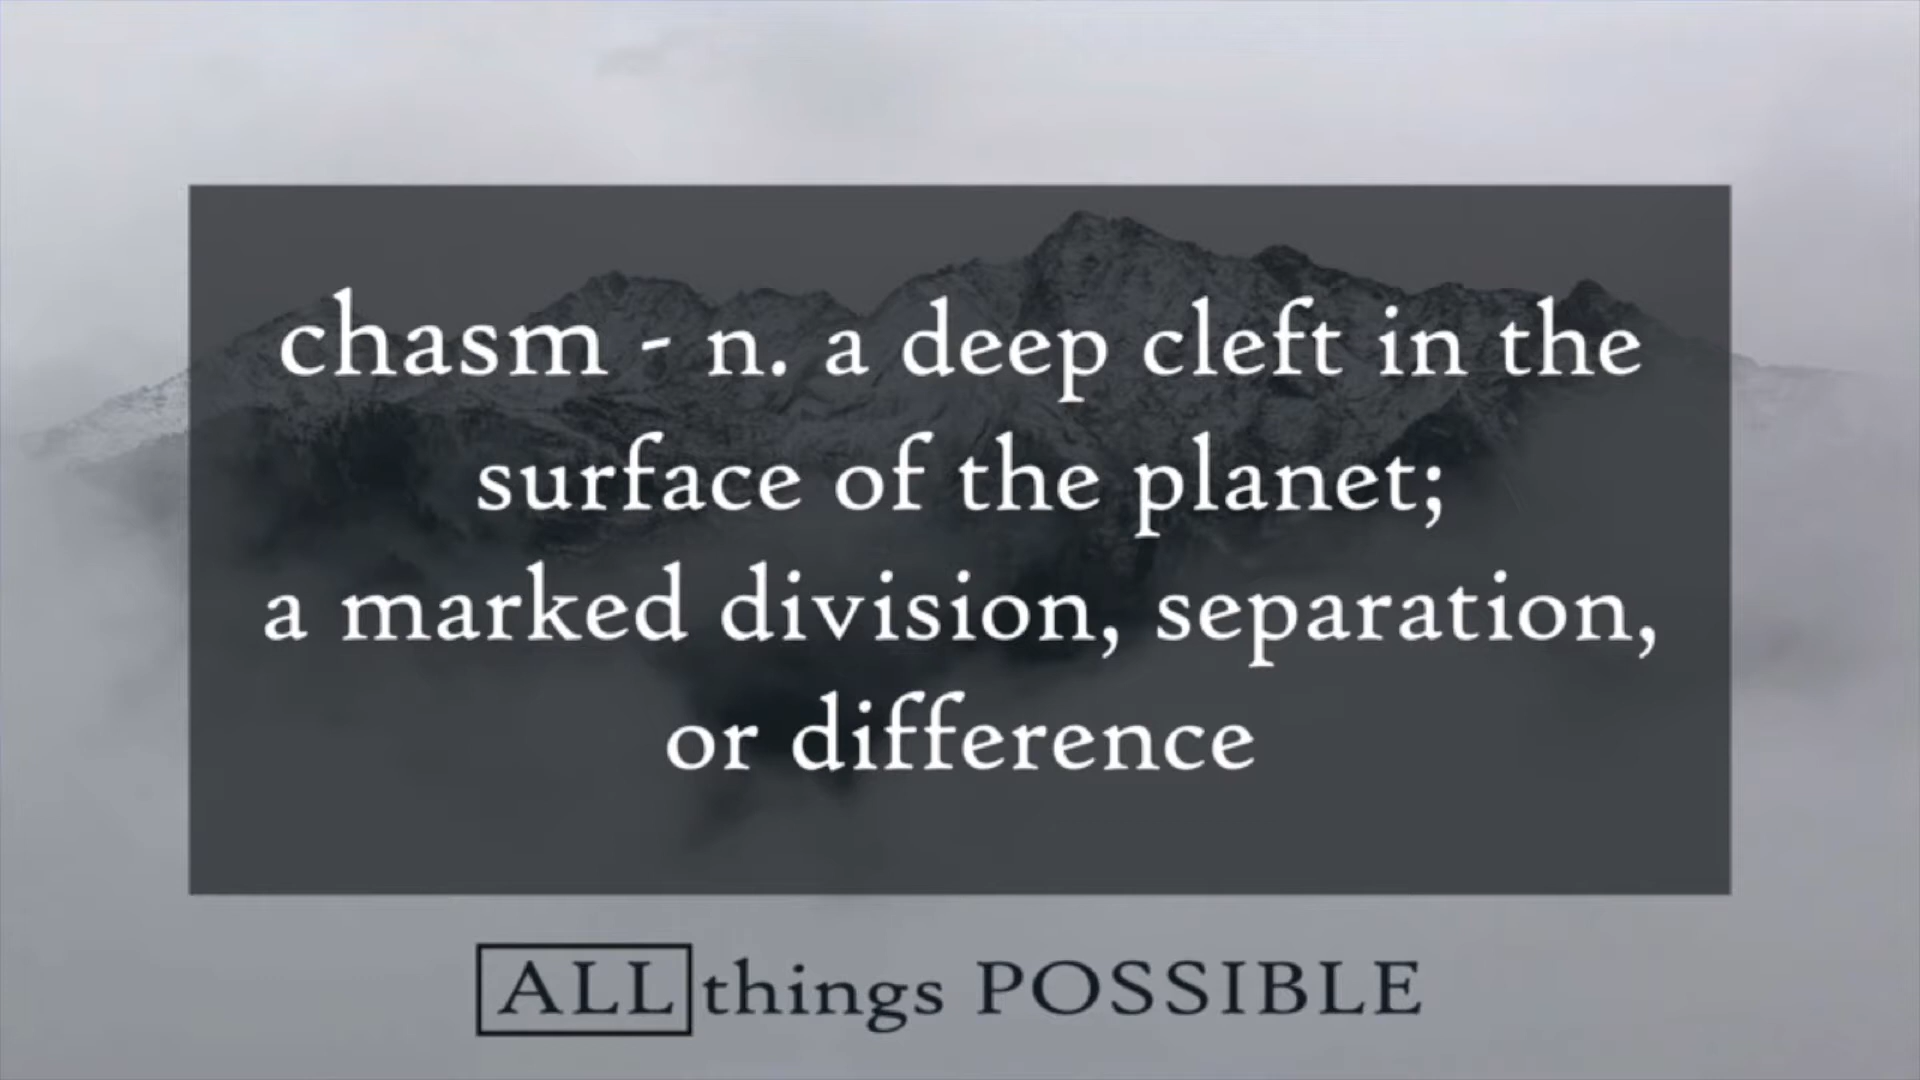 chasm - n. a deep cleft in the
surface of the planet;
a marked division, separation,
or difference
ALL things POSSIBLE